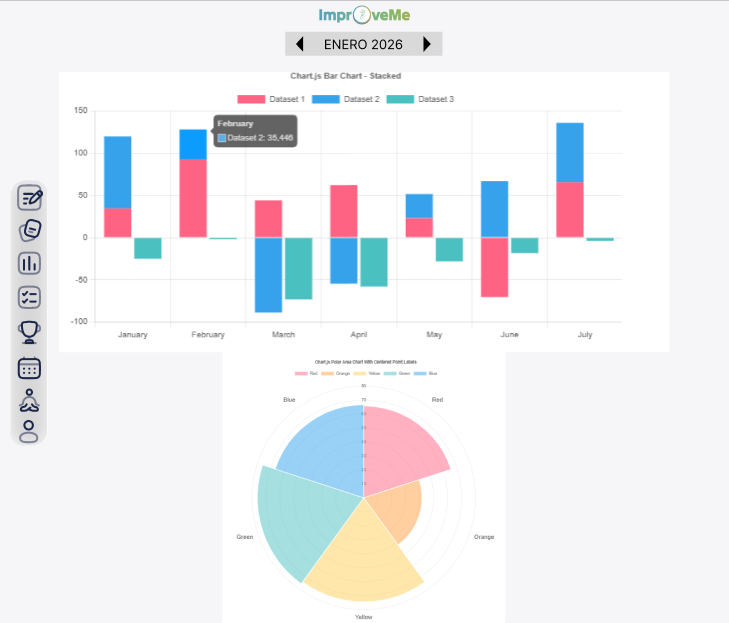 ImprOveMe
ENERO 2026
Chart.js Bar Chart - Stacked
Dataset 1 Dataset 2 Dataset 3
150
100
50
0
-50
-100
February
Dataset 2: 35,446
January February March April May June July
Chart.js Polar Area Chart With Centered Point Labels
Red Orange Yellow Green Blue
80
70
Blue
Red
Green
Orange
Yellow